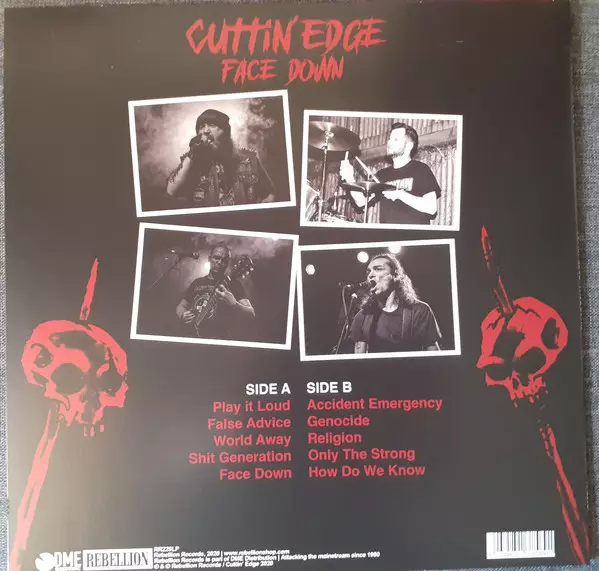 CUTTIN' EDGE
FACE DOWN
SIDE A SIDE B
Play it Loud Accident Emergency
False Advice Genocide
World Away Religion
Shit Generation Only The Strong
Face Down How Do We Know
DME REBELLION
RR229LP
Rebellion Records, 2020 | www.rebellionshop.com
Rebellion Records is part of DME Distribution | Attacking the mainstream since 1980
Rebellion Records / Cuttin' Edge 2020